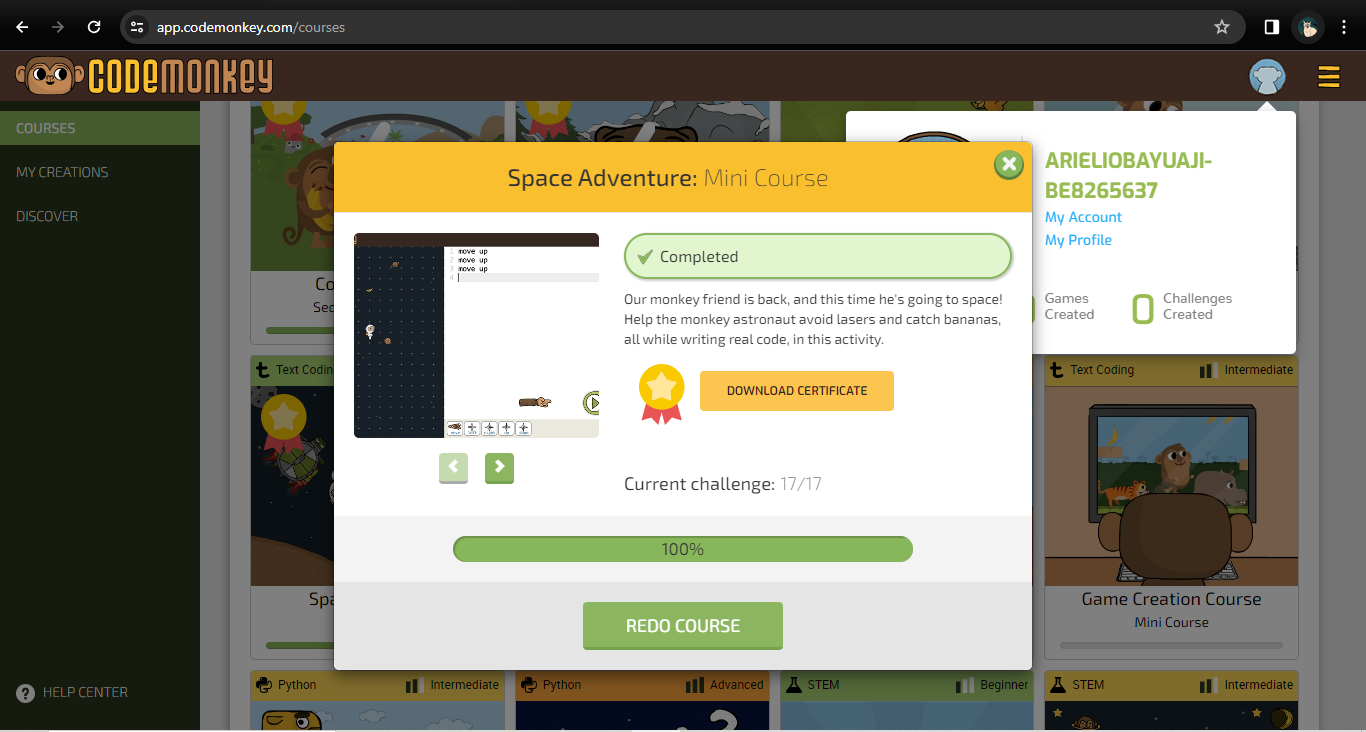 app.codemonkey.com/courses
CODEMONKEY
COURSES
MY CREATIONS
DISCOVER
HELP CENTER
ARIELIOBAYUAJI-
BE8265637
My Account
My Profile
Games
Created
0 Challenges
Created
Space Adventure: Mini Course
1 move up
2 move up
3 move up
4
Completed
Our monkey friend is back, and this time he's going to space!
Help the monkey astronaut avoid lasers and catch bananas,
all while writing real code, in this activity.
DOWNLOAD CERTIFICATE
Current challenge: 17/17
100%
REDO COURSE
Co
Sec
t Text Codin
Spa
t Text Coding Intermediate
Game Creation Course
Mini Course
Python Intermediate
Python Advanced
STEM Beginner
STEM Intermediate